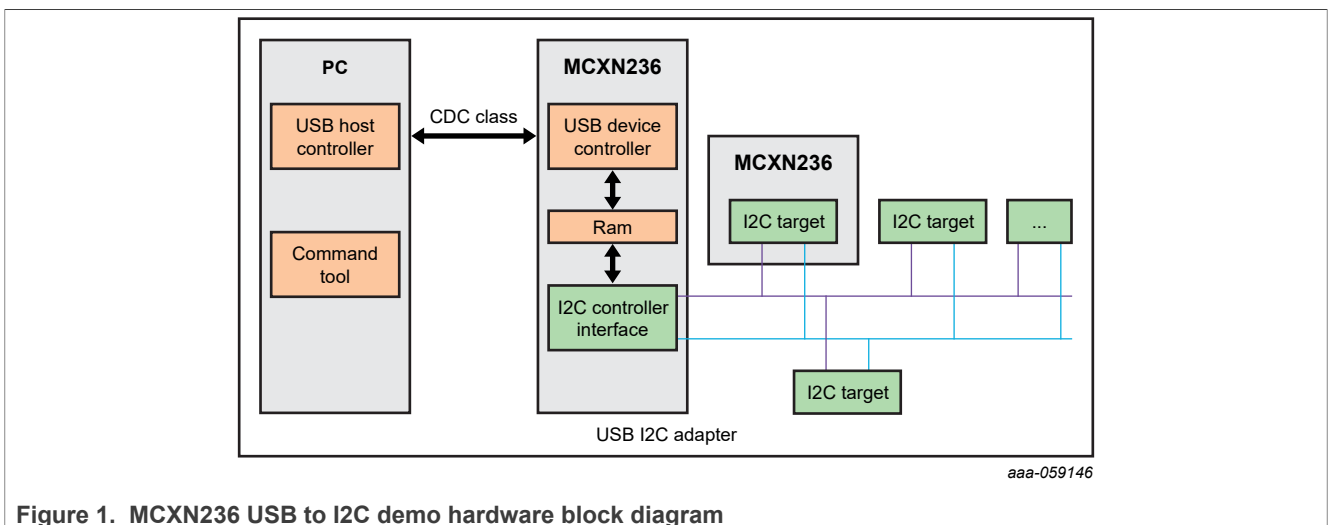 PC
USB host
controller
Command
tool
CDC class
MCXN236
USB device
controller
Ram
I2C controller
interface
MCXN236
I2C target
I2C target
...
I2C target
USB I2C adapter
aaa-059146
Figure 1. MCXN236 USB to I2C demo hardware block diagram